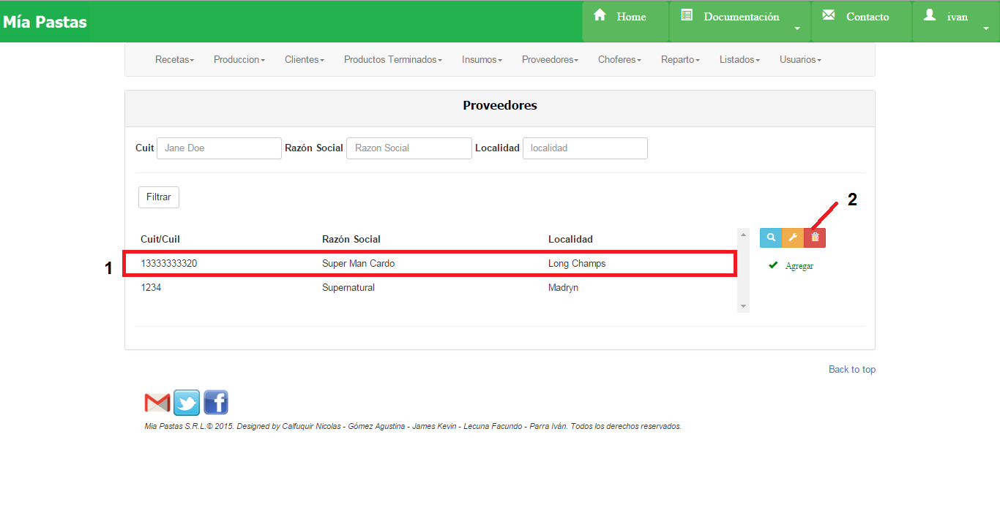 Mía Pastas Home Documentación Contacto ivan
Recetas Produccion Clientes Productos Terminados Insumos Proveedores Choferes Reparto Listados Usuarios
Proveedores
Cuit Jane Doe Razón Social Razon Social Localidad localidad
Filtrar
2
Cuit/Cuil Razón Social Localidad
1 13333333320 Super Man Cardo Long Champs Agregar
1234 Supernatural Madryn
Back to top
Mia Pastas S.R.L.© 2015. Designed by Calfuquir Nicolas - Gómez Agustina - James Kevin - Lecuna Facundo - Parra Iván. Todos los derechos reservados.